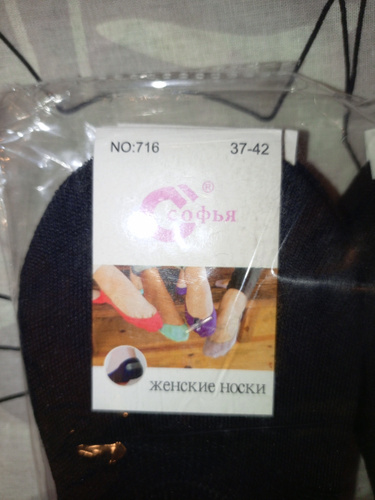 NO:716 37-42
®
Софья
женские носки